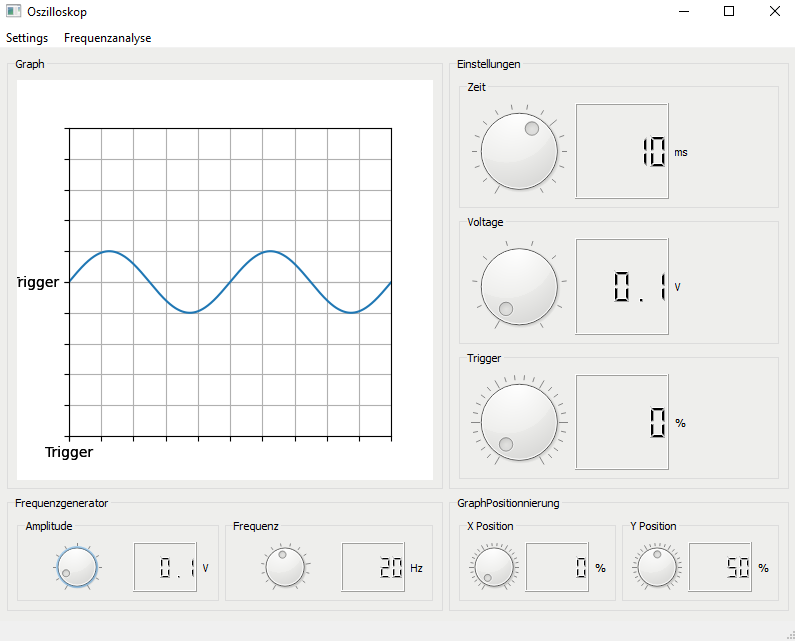 Oszilloskop
Settings Frequenzanalyse
Graph
Trigger
Trigger
Einstellungen
Zeit
10 ms
Voltage
0.1 V
Trigger
0 %
Frequenzgenerator
Amplitude
0.1 V
Frequenz
20 Hz
GraphPositionnierung
X Position
0 %
Y Position
50 %